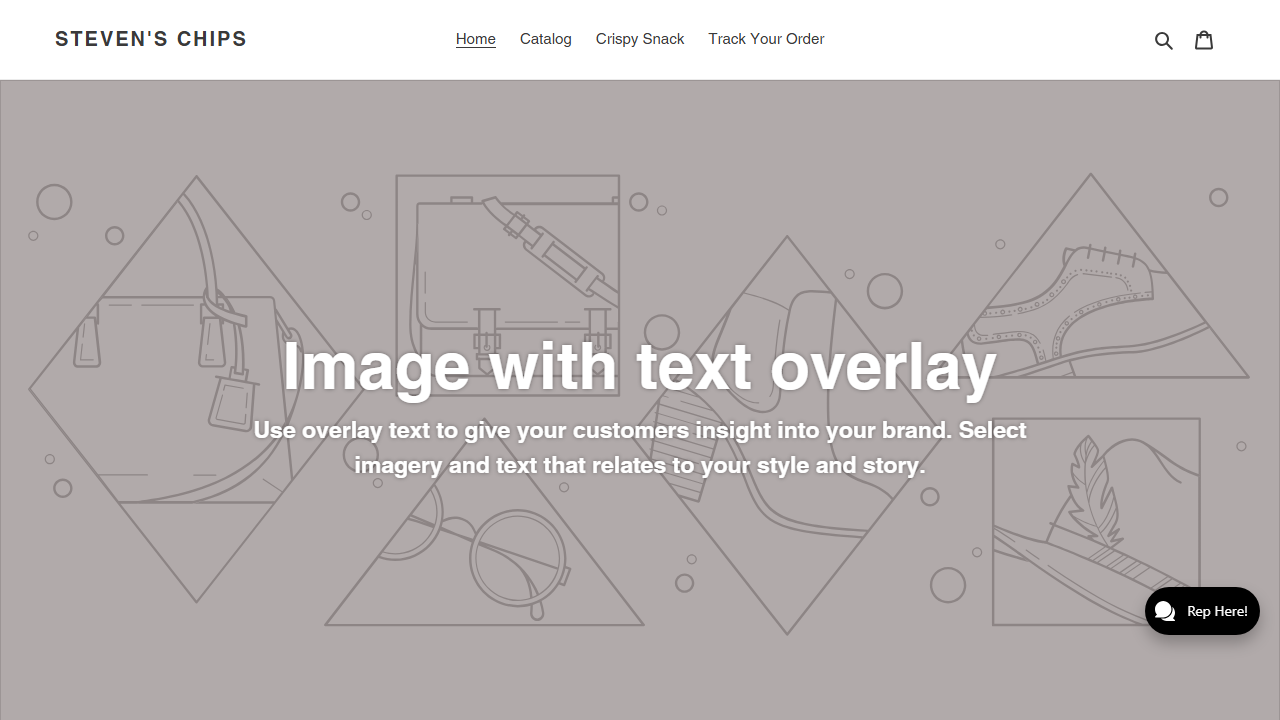 STEVEN'S CHIPS
Home Catalog Crispy Snack Track Your Order
Image with text overlay
Use overlay text to give your customers insight into your brand. Select
imagery and text that relates to your style and story.
Rep Here!